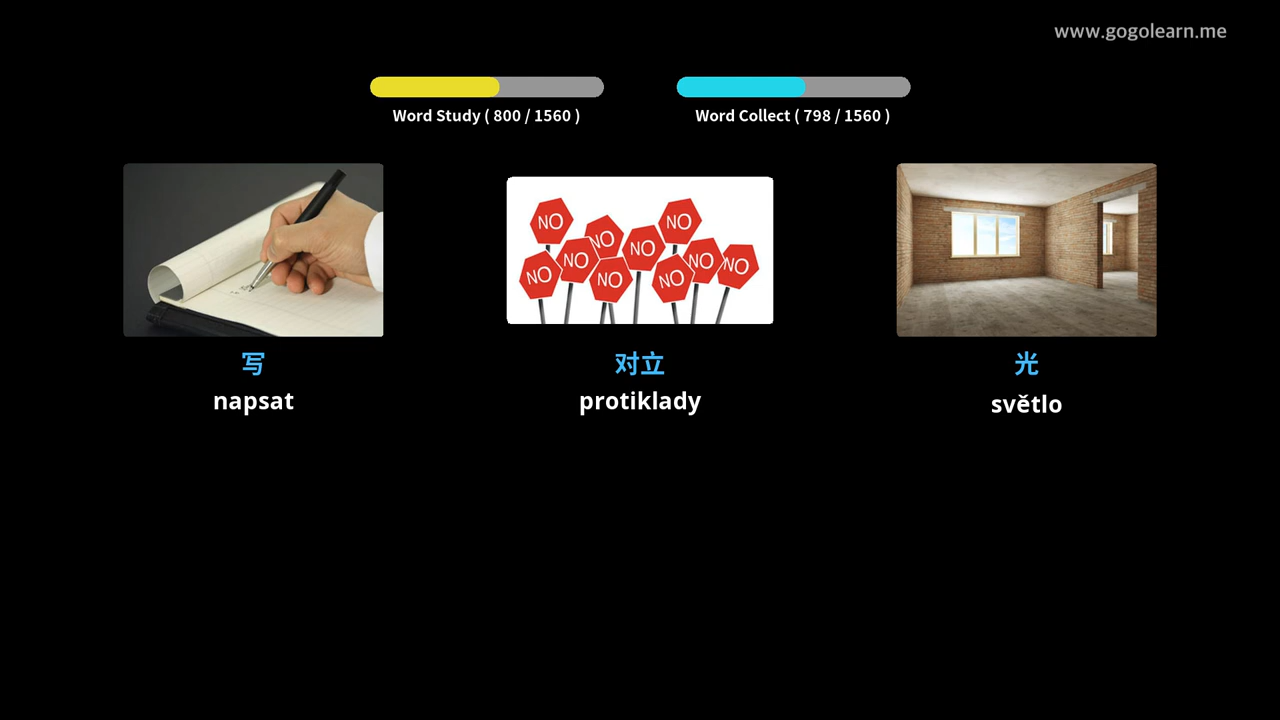 www.gogolearn.me
Word Study ( 800 / 1560 )
Word Collect ( 798 / 1560 )
NO
NO
NO
NO
NO
NO
NO
NO
NO
NO
写
对立
光
napsat
protiklady
světlo